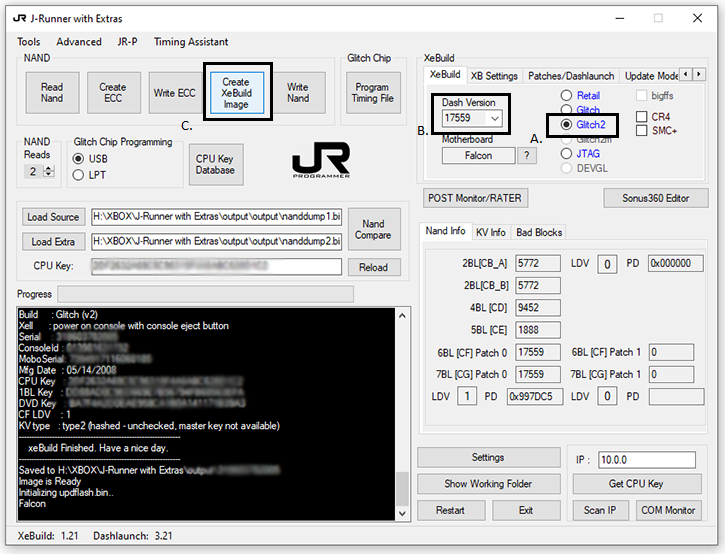 JR J-Runner with Extras
Tools Advanced JR-P Timing Assistant
NAND
Read Nand
Create ECC
Write ECC
Create XeBuild Image
Write Nand
C.
Glitch Chip
Program Timing File
XeBuild
XeBuild XB Settings Patches/Dashlaunch Update Mode
Dash Version
17559
B.
Motherboard
Falcon ?
Retail
Glitch
A.
Glitch2
Glitch2m
JTAG
DEVGL
bigffs
CR4
SMC+
NAND Reads
2
Glitch Chip Programming
USB
LPT
CPU Key Database
JR
PROGRAMMER
POST Monitor/RATER Sonus360 Editor
Load Source H:\XBOX\J-Runner with Extras\output\output\nanddump1.bi
Load Extra H:\XBOX\J-Runner with Extras\output\output\nanddump2.bi
Nand Compare
CPU Key:
Reload
Progress
Nand Info KV Info Bad Blocks
2BL[CB_A] 5772 LDV 0 PD 0x000000
2BL[CB_B] 5772
4BL [CD] 9452
5BL [CE] 1888
6BL [CF] Patch 0 17559 6BL [CF] Patch 1 0
7BL [CG] Patch 0 17559 7BL [CG] Patch 1 0
LDV 1 PD 0x997DC5 LDV 0 PD
Build : Glitch (v2)
Xell : power on console with console eject button
Serial :
ConsoleId :
MoboSerial:
Mfg Date : 05/14/2008
CPU Key :
1BL Key :
DVD Key :
CF LDV : 1
KV type : type2 (hashed - unchecked, master key not available)
---------------------------------------------
xeBuild Finished. Have a nice day.
---------------------------------------------
Saved to H:\XBOX\J-Runner with Extras\output\
Image is Ready
Initializing updflash.bin..
Falcon
Settings
Show Working Folder
Restart Exit
IP : 10.0.0
Get CPU Key
Scan IP COM Monitor
XeBuild: 1.21 Dashlaunch: 3.21